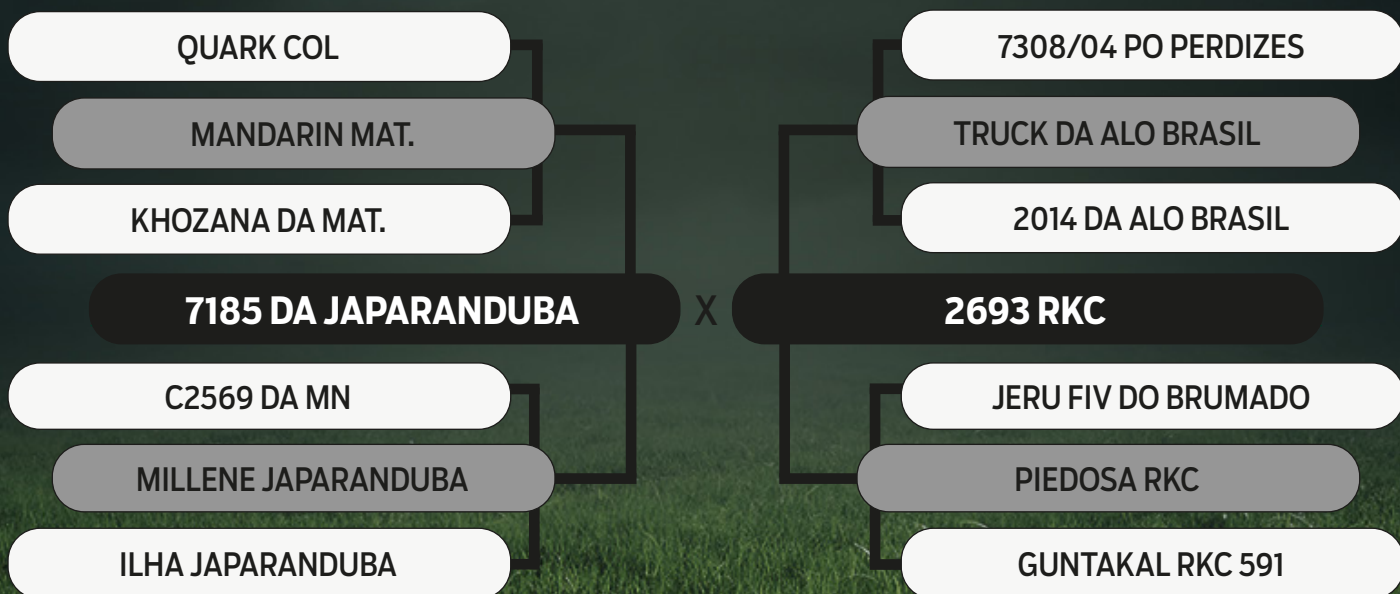 QUARK COL
MANDARIN MAT.
KHOZANA DA MAT.
7185 DA JAPARANDUBA
C2569 DA MN
MILLENE JAPARANDUBA
ILHA JAPARANDUBA
X
7308/04 PO PERDIZES
TRUCK DA ALO BRASIL
2014 DA ALO BRASIL
2693 RKC
JERU FIV DO BRUMADO
PIEDOSA RKC
GUNTAKAL RKC 591